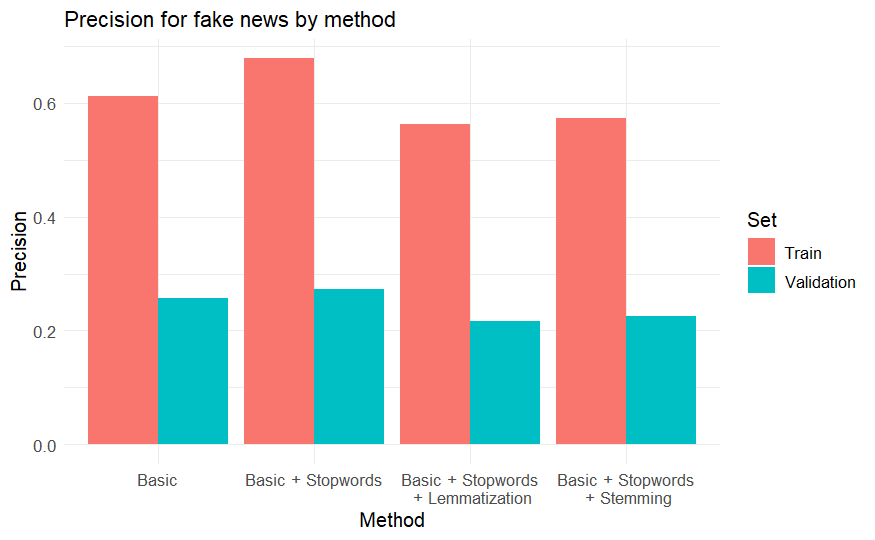 Precision for fake news by method
Precision
0.6
0.4
0.2
0.0
Basic
Basic + Stopwords
Basic + Stopwords
+ Lemmatization
Basic + Stopwords
+ Stemming
Method
Set
Train
Validation